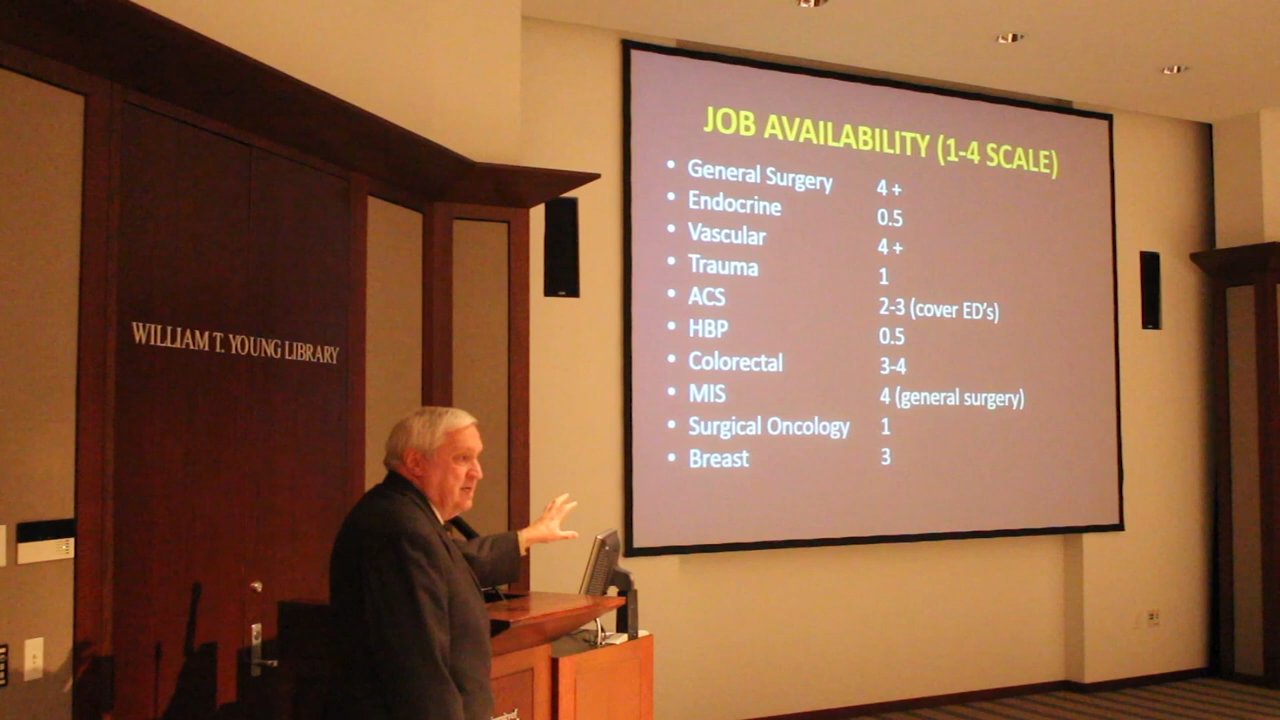 WILLIAM T. YOUNG LIBRARY
JOB AVAILABILITY (1-4 SCALE)
• General Surgery 4 +
• Endocrine 0.5
• Vascular 4 +
• Trauma 1
• ACS 2-3 (cover ED’s)
• HBP 0.5
• Colorectal 3-4
• MIS 4 (general surgery)
• Surgical Oncology 1
• Breast 3